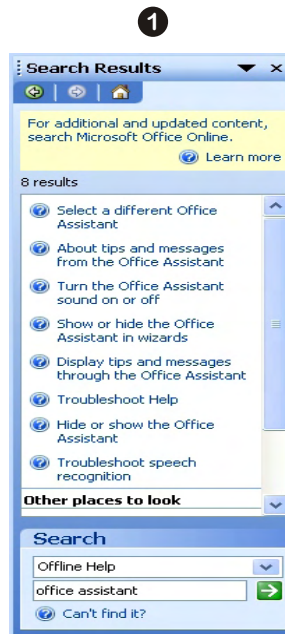 1
Search Results
For additional and updated content,
search Microsoft Office Online.
Learn more
8 results
Select a different Office
Assistant
About tips and messages
from the Office Assistant
Turn the Office Assistant
sound on or off
Show or hide the Office
Assistant in wizards
Display tips and messages
through the Office Assistant
Troubleshoot Help
Hide or show the Office
Assistant
Troubleshoot speech
recognition
Other places to look
Search
Offline Help
office assistant
Can't find it?